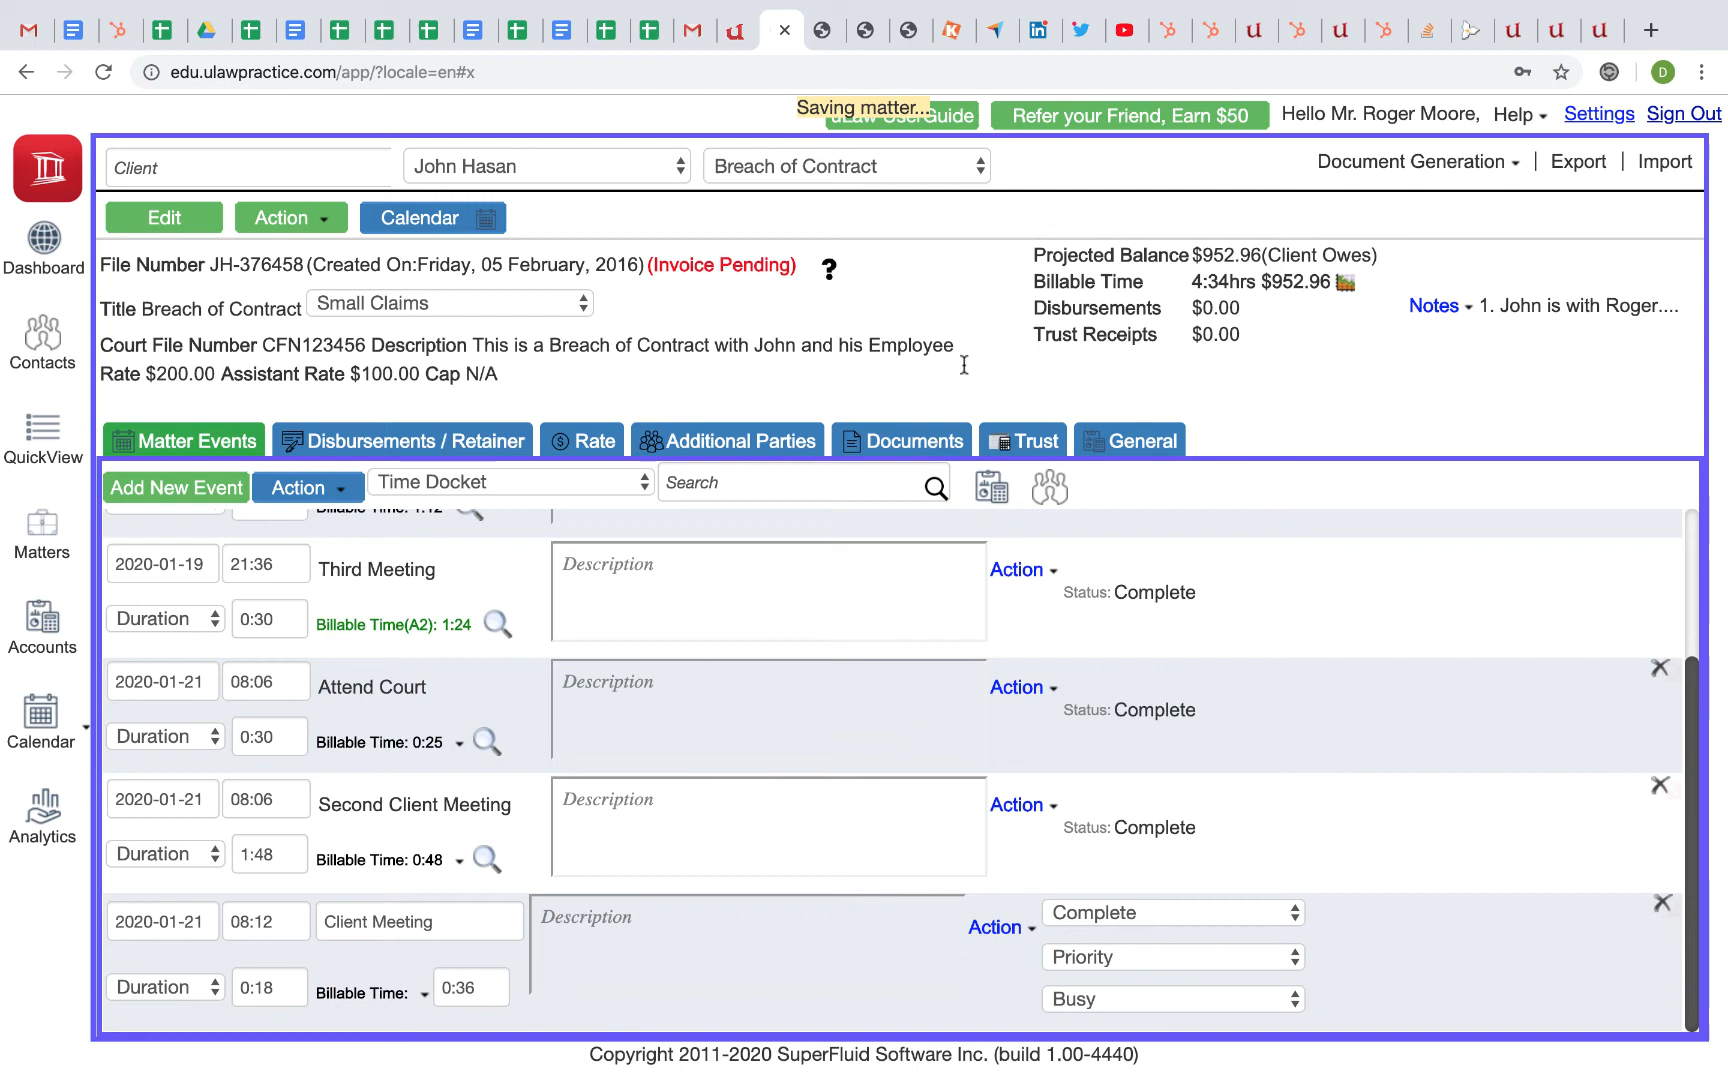 edu.ulawpractice.com/app/?locale=en#x
D
Saving matter...
Guide
Refer your Friend, Earn $50
Hello Mr. Roger Moore,
Help
Settings
Sign Out
Client
John Hasan
Breach of Contract
Document Generation
Export
Import
Edit
Action
Calendar
File Number JH-376458 (Created On:Friday, 05 February, 2016) (Invoice Pending) ?
Title Breach of Contract
Small Claims
Court File Number CFN123456 Description This is a Breach of Contract with John and his Employee
Rate $200.00 Assistant Rate $100.00 Cap N/A
Projected Balance $952.96(Client Owes)
Billable Time 4:34hrs $952.96
Disbursements $0.00
Trust Receipts $0.00
Notes 1. John is with Roger....
Dashboard
Contacts
QuickView
Matters
Accounts
Calendar
Analytics
Matter Events
Disbursements / Retainer
Rate
Additional Parties
Documents
Trust
General
Add New Event
Action
Time Docket
Search
Billable Time: 1:12
2020-01-19
21:36
Third Meeting
Description
Action
Status: Complete
Duration
0:30
Billable Time(A2): 1:24
2020-01-21
08:06
Attend Court
Description
Action
Status: Complete
Duration
0:30
Billable Time: 0:25
2020-01-21
08:06
Second Client Meeting
Description
Action
Status: Complete
Duration
1:48
Billable Time: 0:48
2020-01-21
08:12
Client Meeting
Description
Action
Complete
Priority
Busy
Duration
0:18
Billable Time:
0:36
Copyright 2011-2020 SuperFluid Software Inc. (build 1.00-4440)